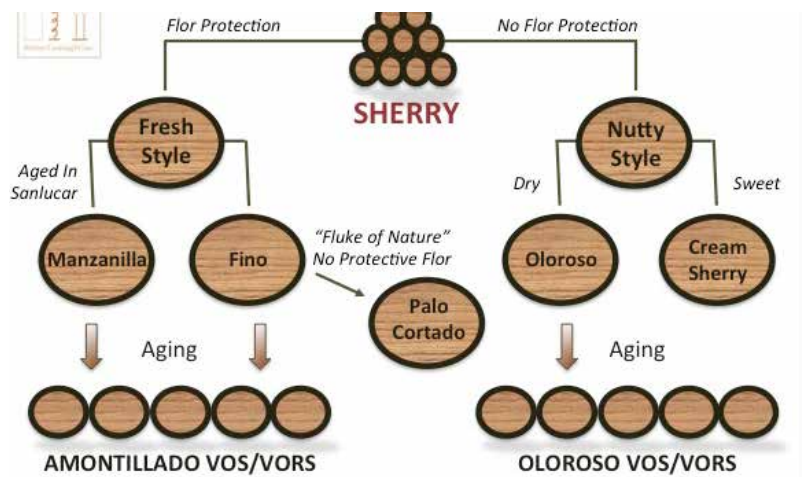 Flor Protection
No Flor Protection
SHERRY
Fresh
Style
Nutty
Style
Aged In
Sanlucar
Dry
Sweet
Manzanilla
Fino
"Fluke of Nature"
No Protective Flor
Oloroso
Cream
Sherry
Palo
Cortado
Aging
Aging
AMONTILLADO VOS/VORS
OLOROSO VOS/VORS